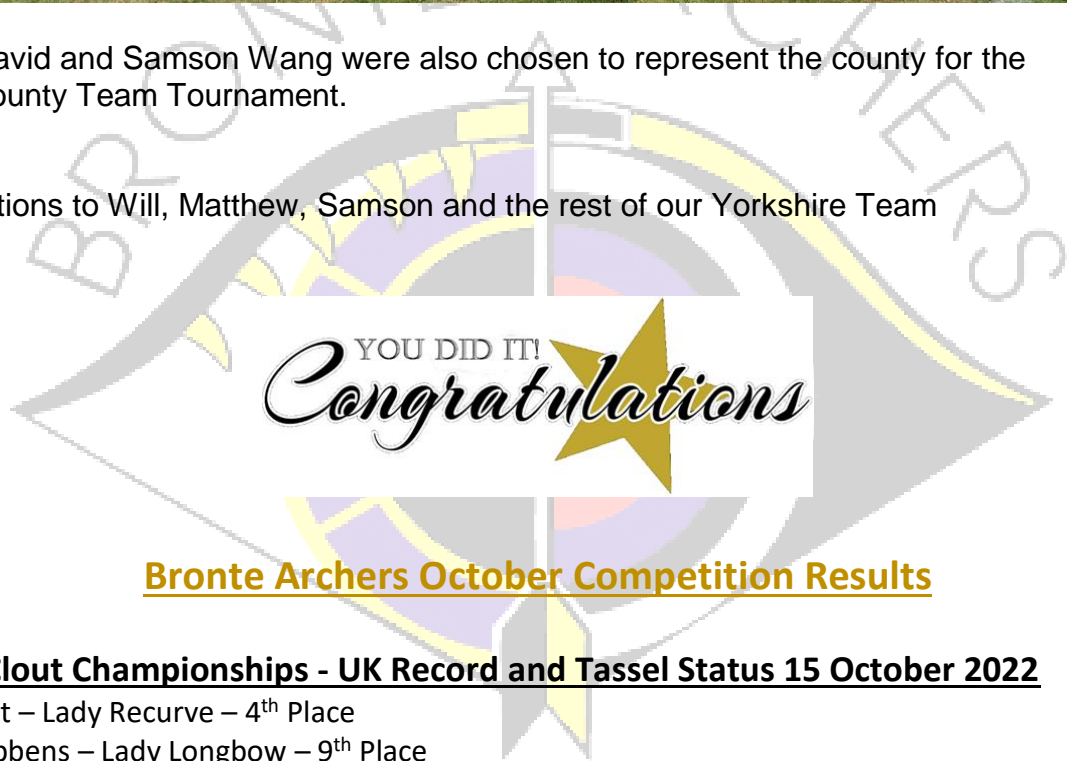 avid and Samson Wang were also chosen to represent the county for the
ounty Team Tournament.
tions to Will, Matthew, Samson and the rest of our Yorkshire Team
YOU DID IT!
Congratulations
Bronte Archers October Competition Results
Clout Championships - UK Record and Tassel Status 15 October 2022
t – Lady Recurve – 4th Place
bbens – Lady Longbow – 9th Place
BRON
CHERS